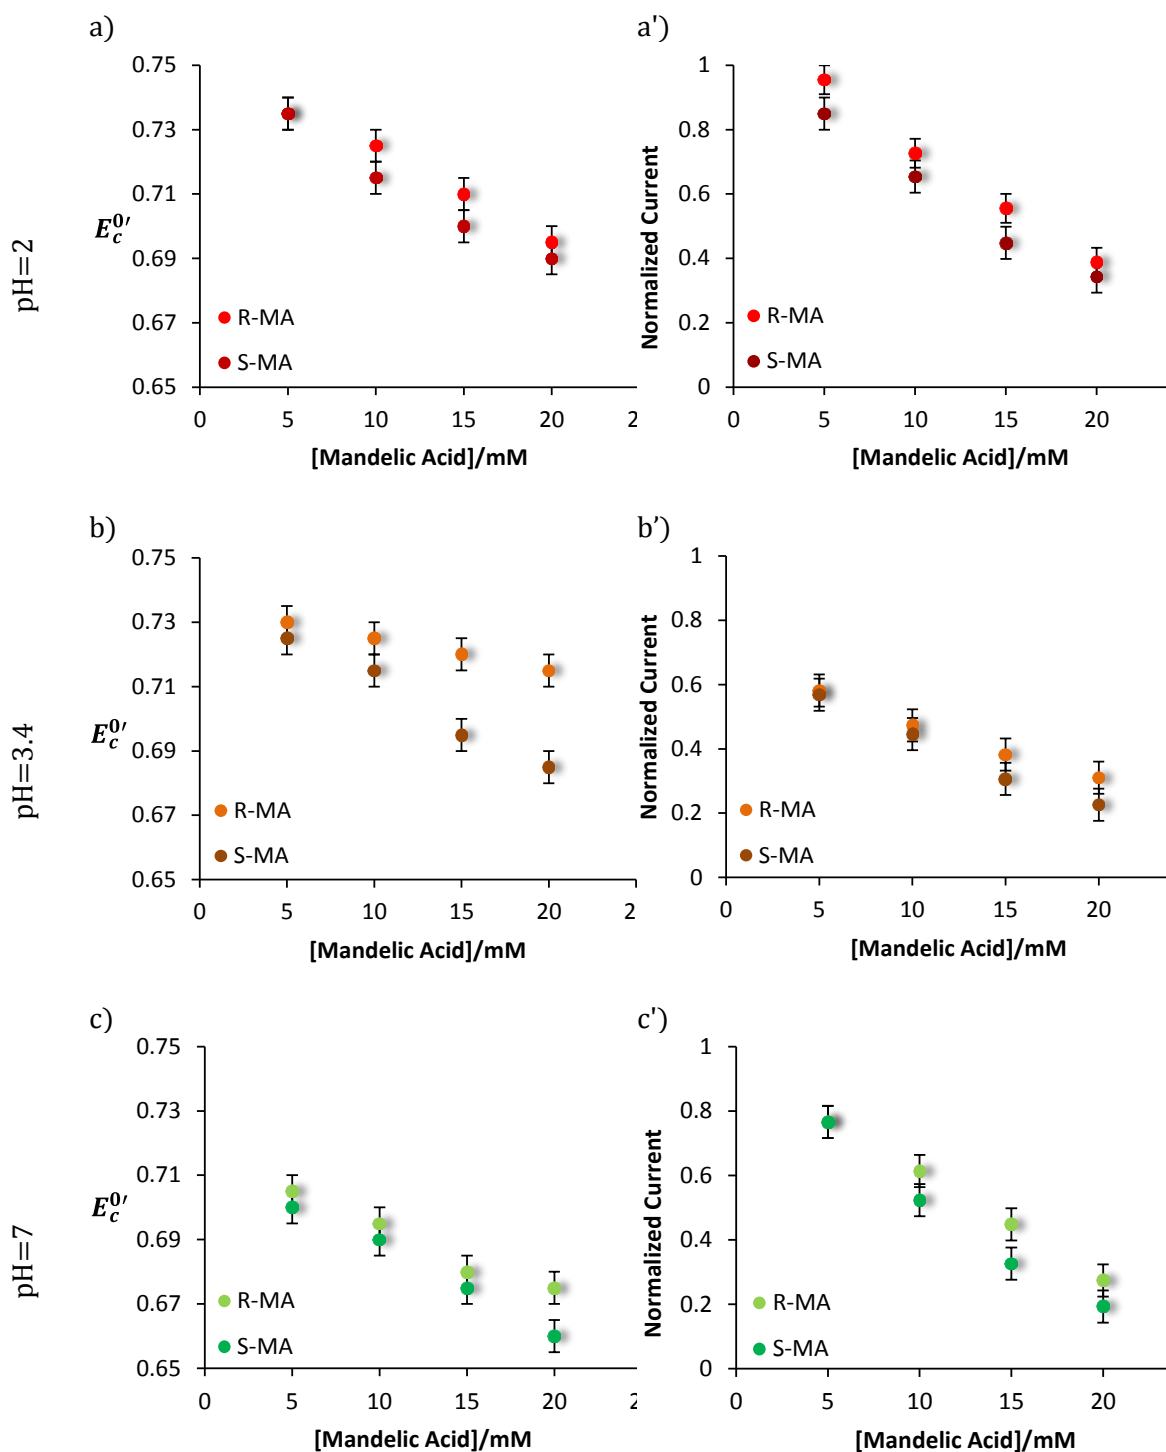 a)
0.75
0.73
0.71
0.69
0.67
0.65
E_c^0′
pH=2
R-MA
S-MA
0 5 10 15 20 2
[Mandelic Acid]/mM
a')
1
0.8
0.6
0.4
0.2
0
Normalized Current
R-MA
S-MA
0 5 10 15 20
[Mandelic Acid]/mM
b)
0.75
0.73
0.71
0.69
0.67
0.65
E_c^0′
pH=3.4
R-MA
S-MA
0 5 10 15 20 2
[Mandelic Acid]/mM
b’)
1
0.8
0.6
0.4
0.2
0
Normalized Current
R-MA
S-MA
0 5 10 15 20
[Mandelic Acid]/mM
c)
0.75
0.73
0.71
0.69
0.67
0.65
E_c^0′
pH=7
R-MA
S-MA
0 5 10 15 20 2
[Mandelic Acid]/mM
c')
1
0.8
0.6
0.4
0.2
0
Normalized Current
R-MA
S-MA
0 5 10 15 20
[Mandelic Acid]/mM